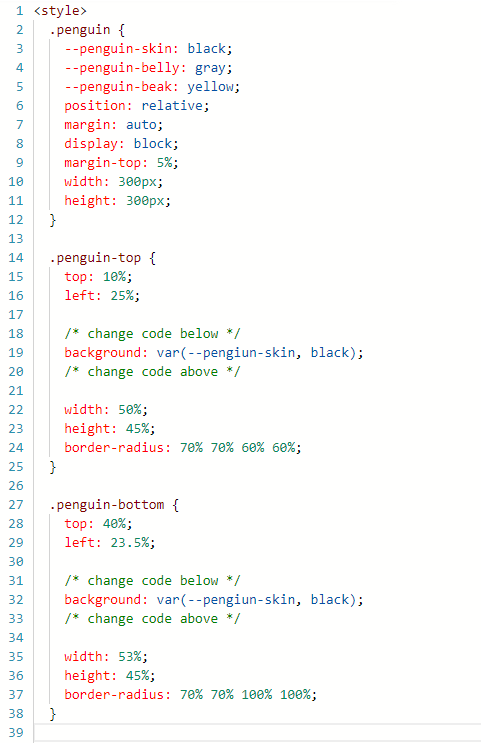 1 <style>
2 .penguin {
3 --penguin-skin: black;
4 --penguin-belly: gray;
5 --penguin-beak: yellow;
6 position: relative;
7 margin: auto;
8 display: block;
9 margin-top: 5%;
10 width: 300px;
11 height: 300px;
12 }
13
14 .penguin-top {
15 top: 10%;
16 left: 25%;
17
18 /* change code below */
19 background: var(--pengiun-skin, black);
20 /* change code above */
21
22 width: 50%;
23 height: 45%;
24 border-radius: 70% 70% 60% 60%;
25 }
26
27 .penguin-bottom {
28 top: 40%;
29 left: 23.5%;
30
31 /* change code below */
32 background: var(--pengiun-skin, black);
33 /* change code above */
34
35 width: 53%;
36 height: 45%;
37 border-radius: 70% 70% 100% 100%;
38 }
39